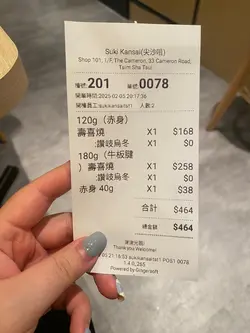 Suki Kansai(尖沙咀)
Shop 101, 1/F, The Cameron, 33 Cameron Road,
Tsim Sha Tsui
檯號:201 單號:0078
開單時間:2025-02-05 20:17:36
開檯員工:sukikansaitst1 人數:2
120g（赤身）
壽喜燒 X1 $168
:讚岐烏冬 X1 $0
180g（牛板腱
）壽喜燒 X1 $258
:讚岐烏冬 X1 $0
赤身 40g X1 $38
合計 $464
總金額 $464
Thankyou Welcome!
Powered by Gingersoft